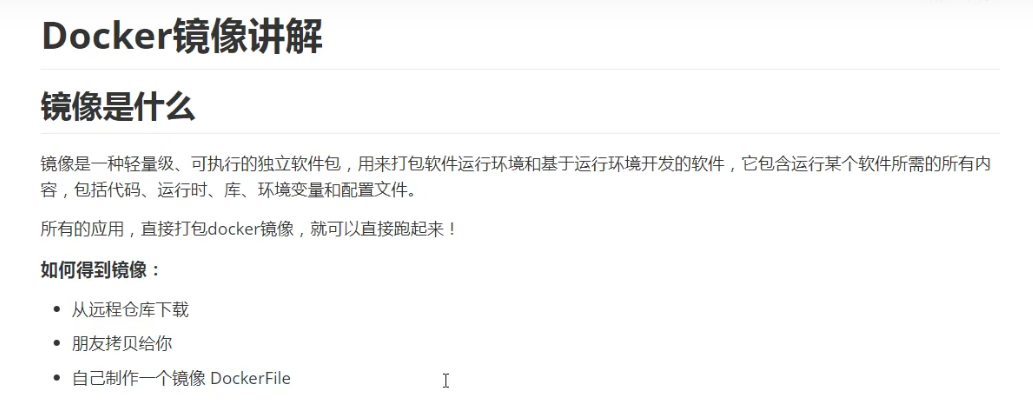 Docker镜像讲解
镜像是什么
镜像是一种轻量级、可执行的独立软件包，用来打包软件运行环境和基于运行环境开发的软件，它包含运行某个软件所需的所有内
容，包括代码、运行时、库、环境变量和配置文件。
所有的应用，直接打包docker镜像，就可以直接跑起来！
如何得到镜像：
• 从远程仓库下载
• 朋友拷贝给你
• 自己制作一个镜像 DockerFile